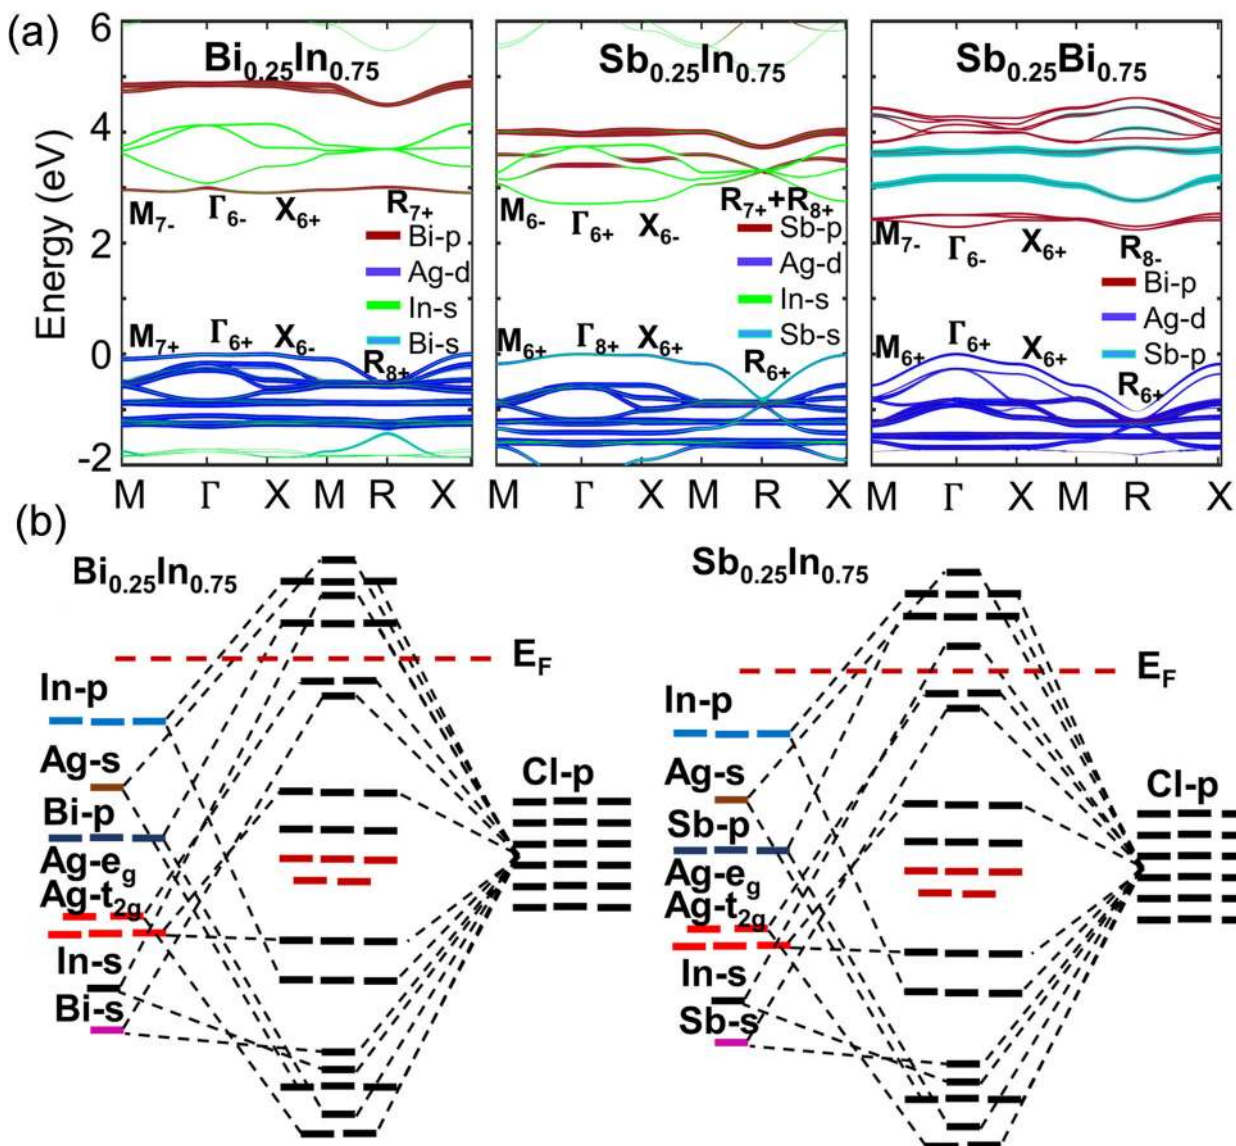 (a)
6
4
2
0
-2
Energy (eV)
Bi0.25In0.75
M7- Γ6- X6+ R7+
Bi-p
Ag-d
In-s
Bi-s
M7+ Γ6+ X6- R8+
M Γ X M R X
Sb0.25In0.75
M6- Γ6+ X6- R7++R8+
Sb-p
Ag-d
In-s
Sb-s
M6+ Γ8+ X6+ R6+
M Γ X M R X
Sb0.25Bi0.75
M7- Γ6- X6+ R8-
Bi-p
Ag-d
Sb-p
M6+ Γ6+ X6+ R6+
M Γ X M R X
(b)
Bi0.25In0.75
EF
In-p
Ag-s
Bi-p
Ag-eg
Ag-t2g
In-s
Bi-s
Cl-p
Sb0.25In0.75
EF
In-p
Ag-s
Sb-p
Ag-eg
Ag-t2g
In-s
Sb-s
Cl-p